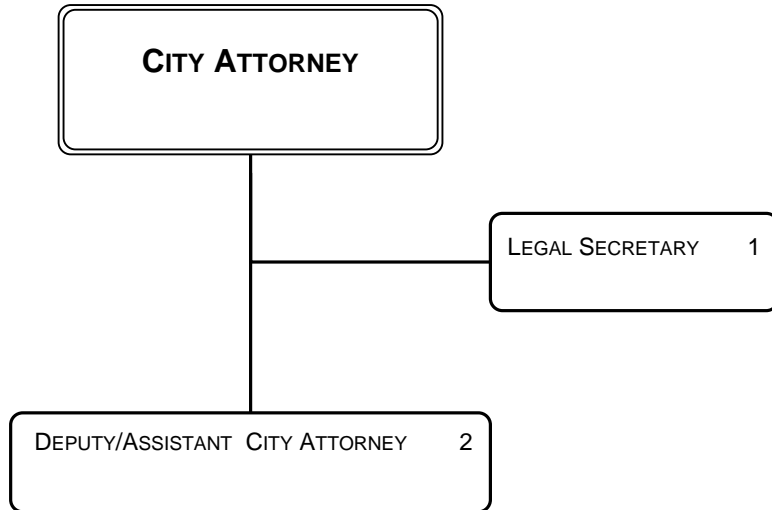 CITY ATTORNEY
LEGAL SECRETARY 1
DEPUTY/ASSISTANT CITY ATTORNEY 2